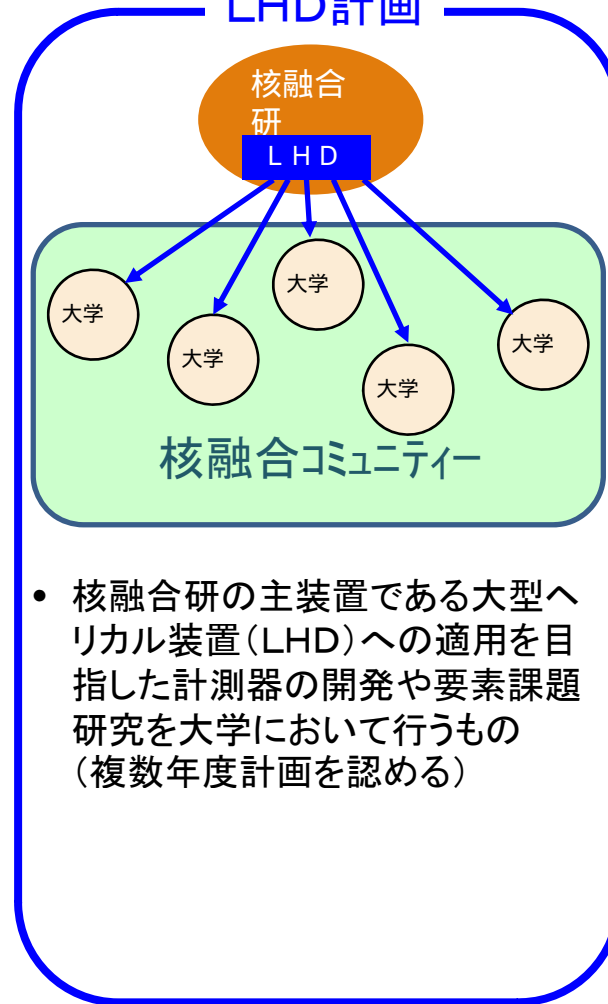 LHD計画
核融合
研
ＬＨＤ
大学
大学
大学
大学
大学
核融合コミュニティー
• 核融合研の主装置である大型ヘ
リカル装置（LHD）への適用を目
指した計測器の開発や要素課題
研究を大学において行うもの
（複数年度計画を認める）